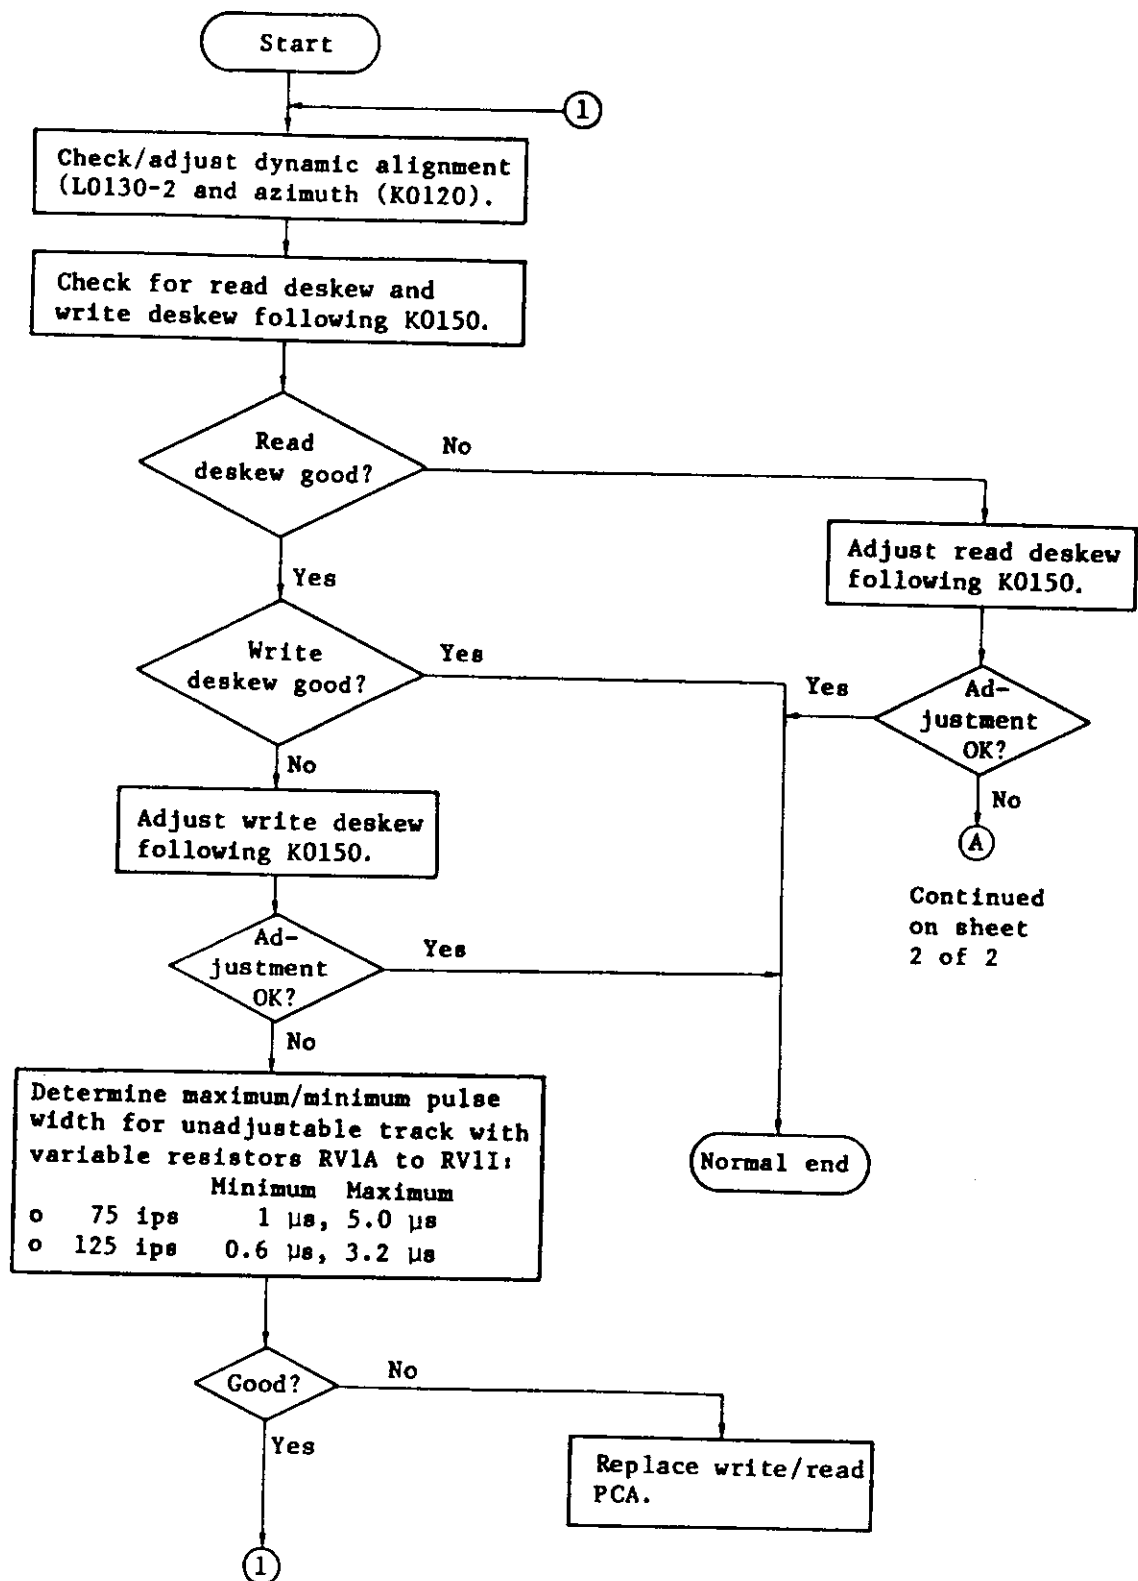 Start
1
Check/adjust dynamic alignment
(L0130-2 and azimuth (K0120).
Check for read deskew and
write deskew following K0150.
Read
deskew good?
No
Yes
Adjust read deskew
following K0150.
Write
deskew good?
Yes
Yes
Ad-
justment
OK?
No
No
A
Adjust write deskew
following K0150.
Continued
on sheet
2 of 2
Ad-
justment
OK?
Yes
No
Determine maximum/minimum pulse
width for unadjustable track with
variable resistors RV1A to RV1I:
Minimum Maximum
o 75 ips 1 µs, 5.0 µs
o 125 ips 0.6 µs, 3.2 µs
Normal end
Good?
No
Yes
Replace write/read
PCA.
1